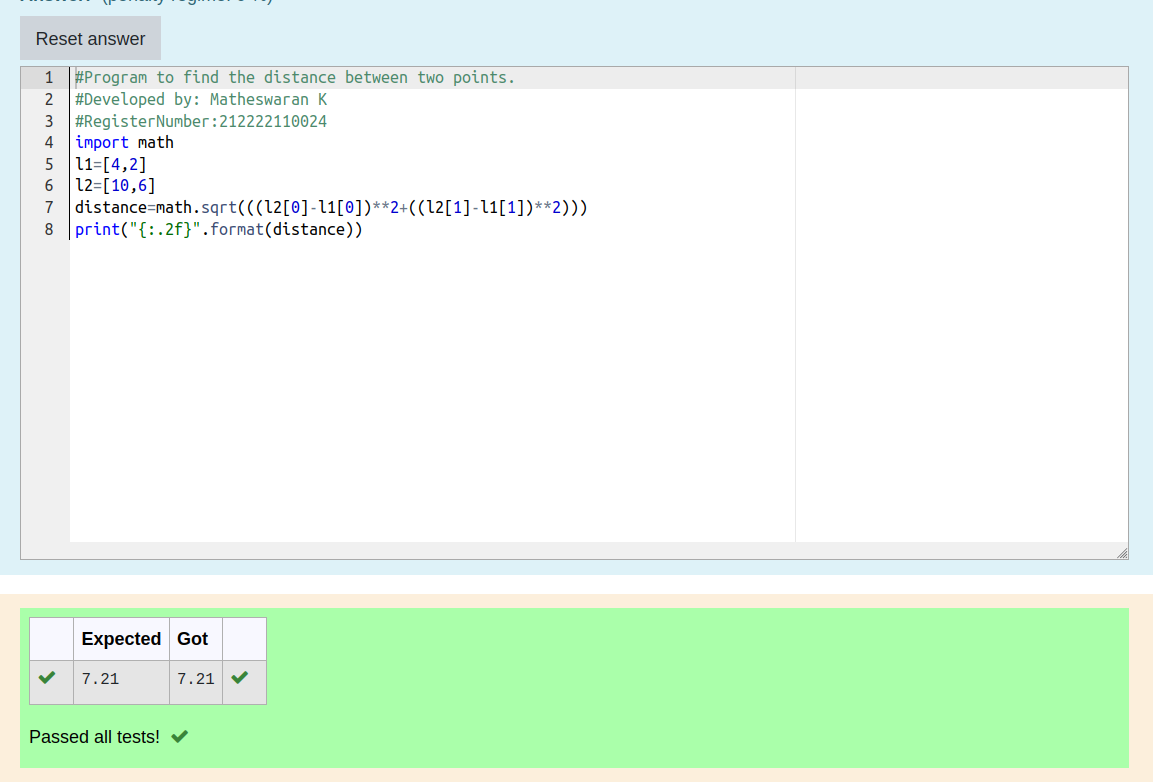 Reset answer
1 #Program to find the distance between two points.
2 #Developed by: Matheswaran K
3 #RegisterNumber:212222110024
4 import math
5 l1=[4,2]
6 l2=[10,6]
7 distance=math.sqrt(((l2[0]-l1[0])**2+((l2[1]-l1[1])**2)))
8 print("{:.2f}".format(distance))
Expected Got
7.21 7.21
Passed all tests!